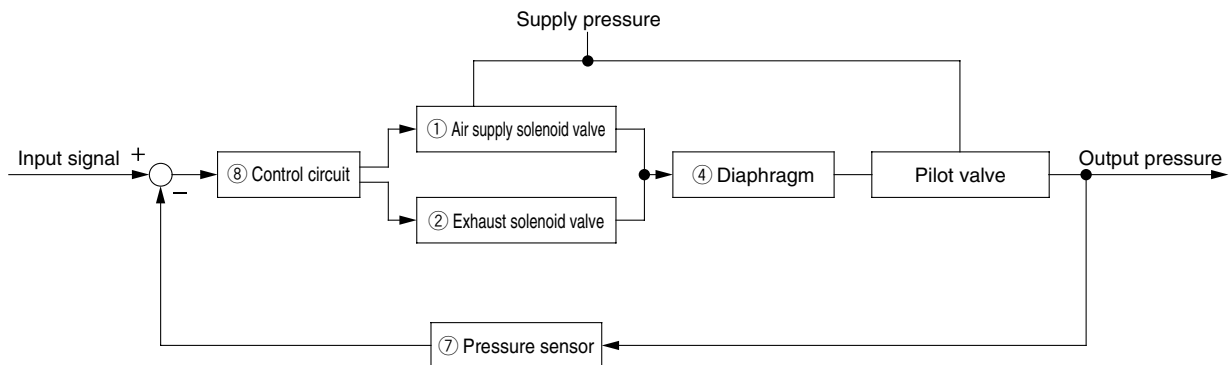 Supply pressure
① Air supply solenoid valve
Input signal
+
−
⑧ Control circuit
④ Diaphragm
Pilot valve
Output pressure
② Exhaust solenoid valve
⑦ Pressure sensor